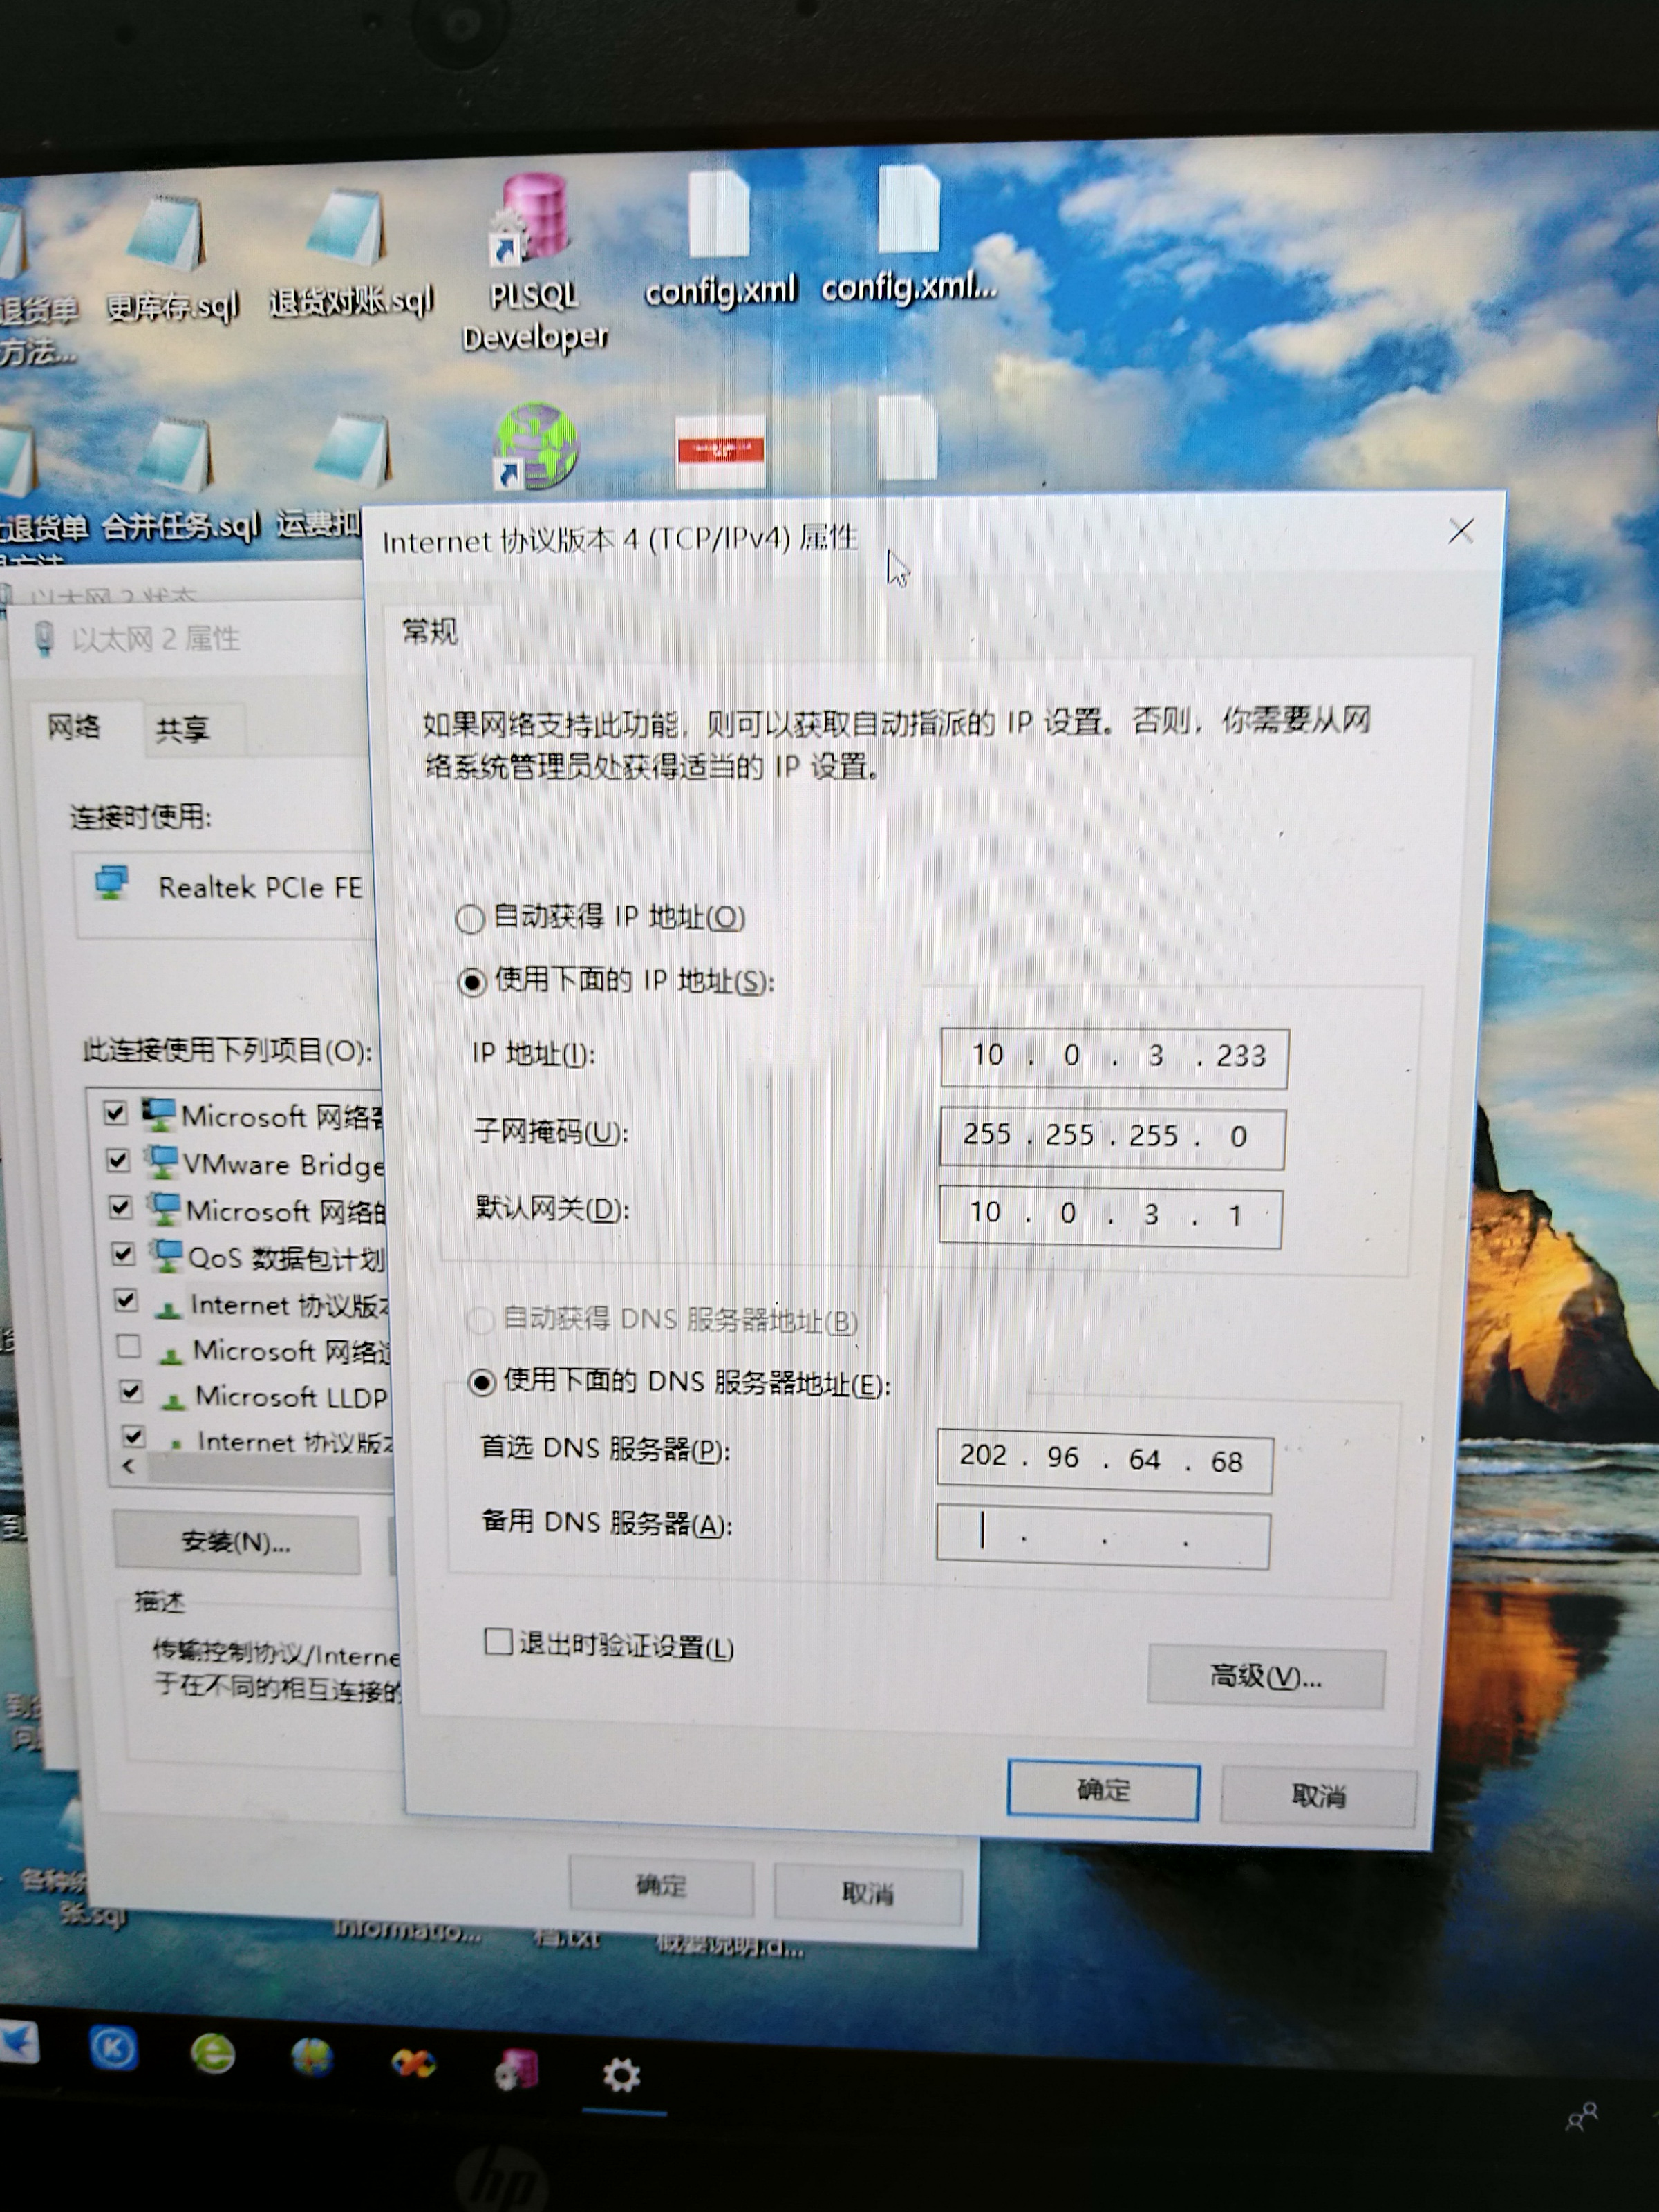 退货单
方法...
更库存.sql
退货对账.sql
PLSQL
Developer
config.xml
config.xml...
退货单
合并任务.sql
运费扣
Internet 协议版本 4 (TCP/IPv4) 属性
以太网 2 状态
以太网 2 属性
网络
共享
连接时使用:
Realtek PCIe FE
此连接使用下列项目(O):
Microsoft 网络客
VMware Bridge
Microsoft 网络的
QoS 数据包计划
Internet 协议版本
Microsoft 网络适
Microsoft LLDP
Internet 协议版本
安装(N)...
描述
传输控制协议/Interne
于在不同的相互连接的
确定
取消
常规
如果网络支持此功能，则可以获取自动指派的 IP 设置。否则，你需要从网
络系统管理员处获得适当的 IP 设置。
自动获得 IP 地址(O)
使用下面的 IP 地址(S):
IP 地址(I):
10 . 0 . 3 . 233
子网掩码(U):
255 . 255 . 255 . 0
默认网关(D):
10 . 0 . 3 . 1
自动获得 DNS 服务器地址(B)
使用下面的 DNS 服务器地址(E):
首选 DNS 服务器(P):
202 . 96 . 64 . 68
备用 DNS 服务器(A):
. . .
退出时验证设置(L)
高级(V)...
确定
取消
各种
张.sql
Informatio...
档.txt
概要说明.d...
hp